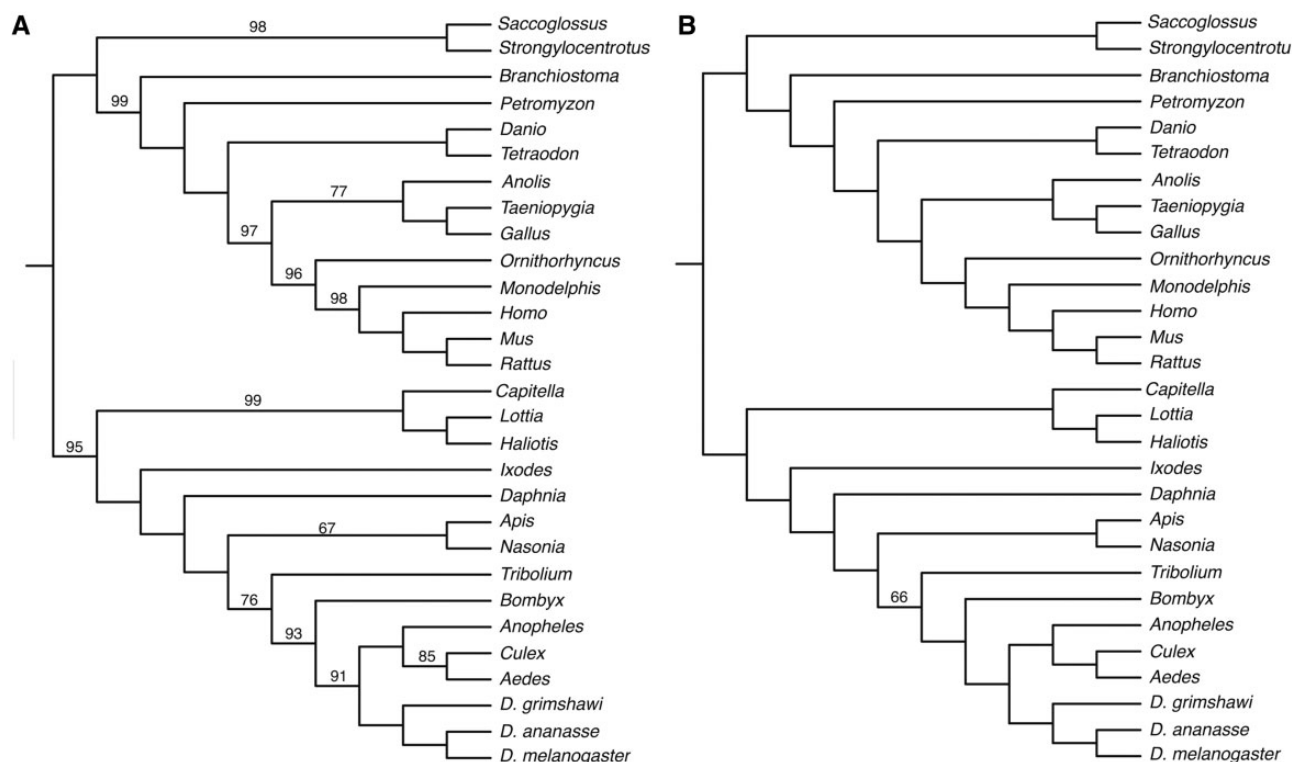 A
98
Saccoglossus
Strongylocentrotus
99
Branchiostoma
Petromyzon
Danio
Tetraodon
77
Anolis
97
Taeniopygia
Gallus
96
Ornithorhyncus
98
Monodelphis
Homo
Mus
Rattus
99
Capitella
Lottia
95
Haliotis
Ixodes
Daphnia
67
Apis
Nasonia
76
Tribolium
93
Bombyx
Anopheles
85
Culex
91
Aedes
D. grimshawi
D. ananasse
D. melanogaster
B
Saccoglossus
Strongylocentrotu
Branchiostoma
Petromyzon
Danio
Tetraodon
Anolis
Taeniopygia
Gallus
Ornithorhyncus
Monodelphis
Homo
Mus
Rattus
Capitella
Lottia
Haliotis
Ixodes
Daphnia
Apis
Nasonia
66
Tribolium
Bombyx
Anopheles
Culex
Aedes
D. grimshawi
D. ananasse
D. melanogaster